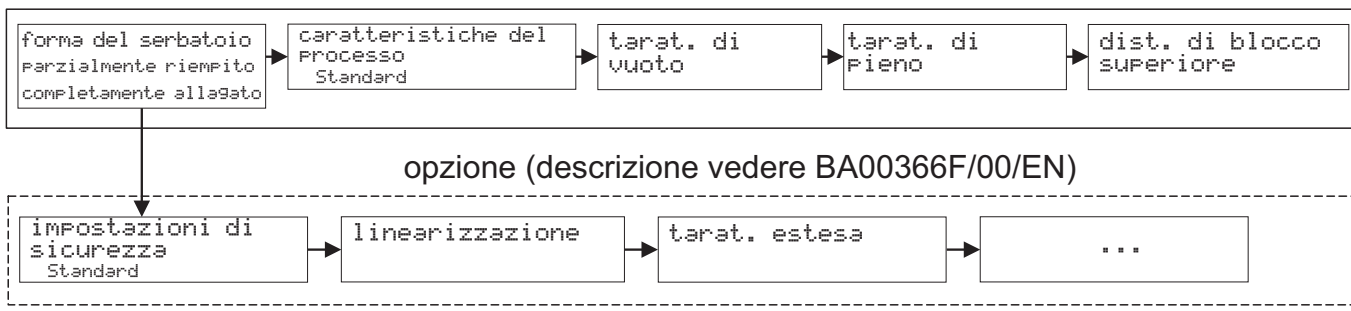 forma del serbatoio
parzialmente riempito
completamente allagato
caratteristiche del
processo
Standard
tarat. di
vuoto
tarat. di
pieno
dist. di blocco
superiore
opzione (descrizione vedere BA00366F/00/EN)
impostazioni di
sicurezza
Standard
linearizzazione
tarat. estesa
...